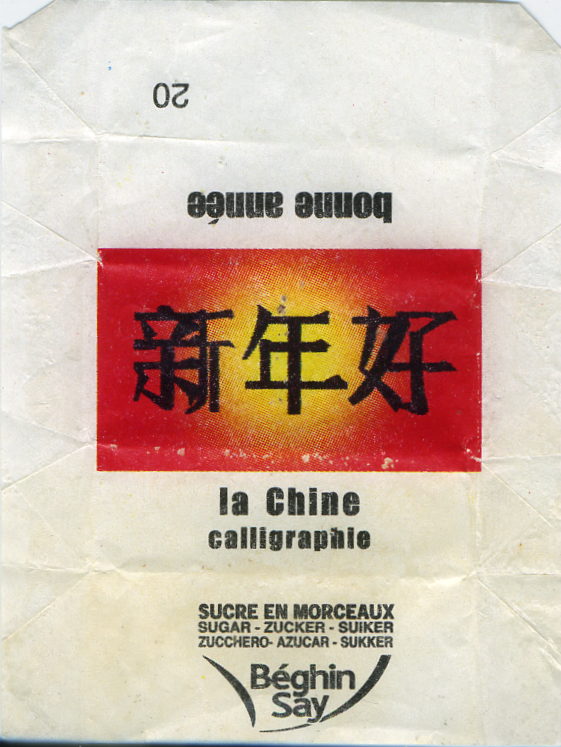 20
bonne année
新年好
la Chine
calligraphie
SUCRE EN MORCEAUX
SUGAR - ZUCKER - SUIKER
ZUCCHERO- AZUCAR - SUKKER
Béghin
Say